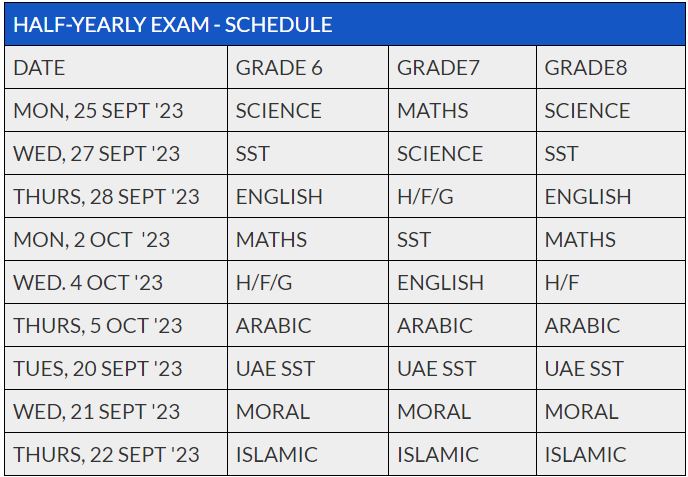 HALF-YEARLY EXAM - SCHEDULE
DATE GRADE 6 GRADE7 GRADE8
MON, 25 SEPT '23 SCIENCE MATHS SCIENCE
WED, 27 SEPT '23 SST SCIENCE SST
THURS, 28 SEPT '23 ENGLISH H/F/G ENGLISH
MON, 2 OCT '23 MATHS SST MATHS
WED. 4 OCT '23 H/F/G ENGLISH H/F
THURS, 5 OCT '23 ARABIC ARABIC ARABIC
TUES, 20 SEPT '23 UAE SST UAE SST UAE SST
WED, 21 SEPT '23 MORAL MORAL MORAL
THURS, 22 SEPT '23 ISLAMIC ISLAMIC ISLAMIC